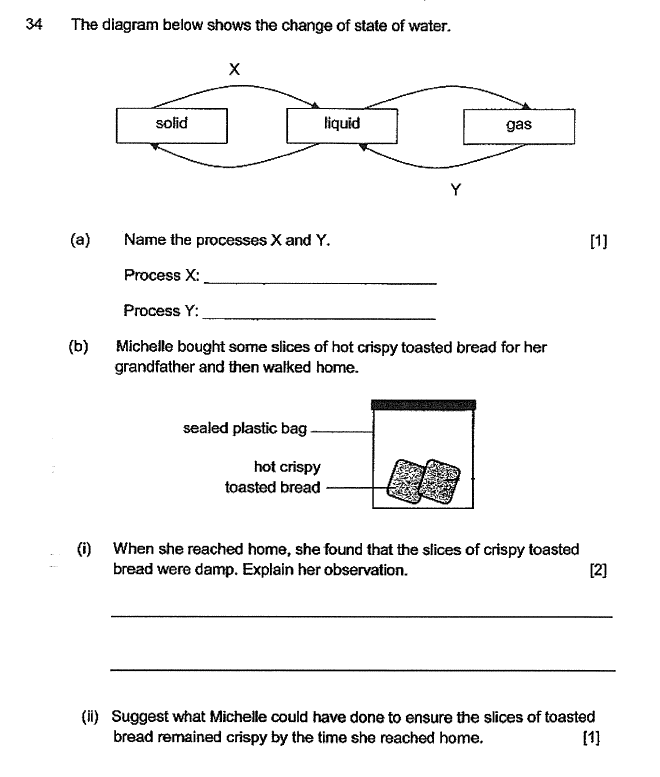 34 The diagram below shows the change of state of water.
X
solid liquid gas
Y
(a) Name the processes X and Y. [1]
Process X:
Process Y:
(b) Michelle bought some slices of hot crispy toasted bread for her
grandfather and then walked home.
sealed plastic bag
hot crispy
toasted bread
(i) When she reached home, she found that the slices of crispy toasted
bread were damp. Explain her observation. [2]
(ii) Suggest what Michelle could have done to ensure the slices of toasted
bread remained crispy by the time she reached home. [1]